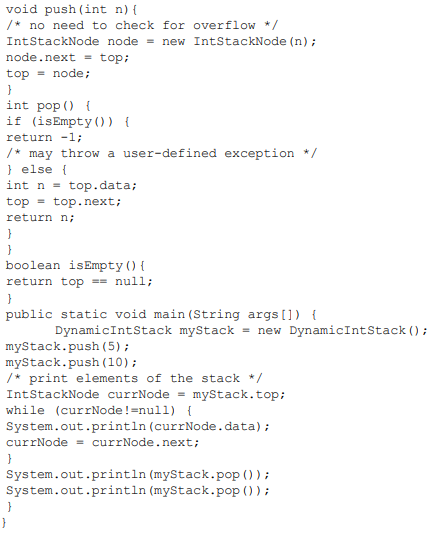 void push(int n){
/* no need to check for overflow */
IntStackNode node = new IntStackNode(n);
node.next = top;
top = node;
}
int pop() {
if (isEmpty()) {
return -1;
/* may throw a user-defined exception */
} else {
int n = top.data;
top = top.next;
return n;
}
}
boolean isEmpty(){
return top == null;
}
public static void main(String args[]) {
DynamicIntStack myStack = new DynamicIntStack();
myStack.push(5);
myStack.push(10);
/* print elements of the stack */
IntStackNode currNode = myStack.top;
while (currNode!=null) {
System.out.println(currNode.data);
currNode = currNode.next;
}
System.out.println(myStack.pop());
System.out.println(myStack.pop());
}
}